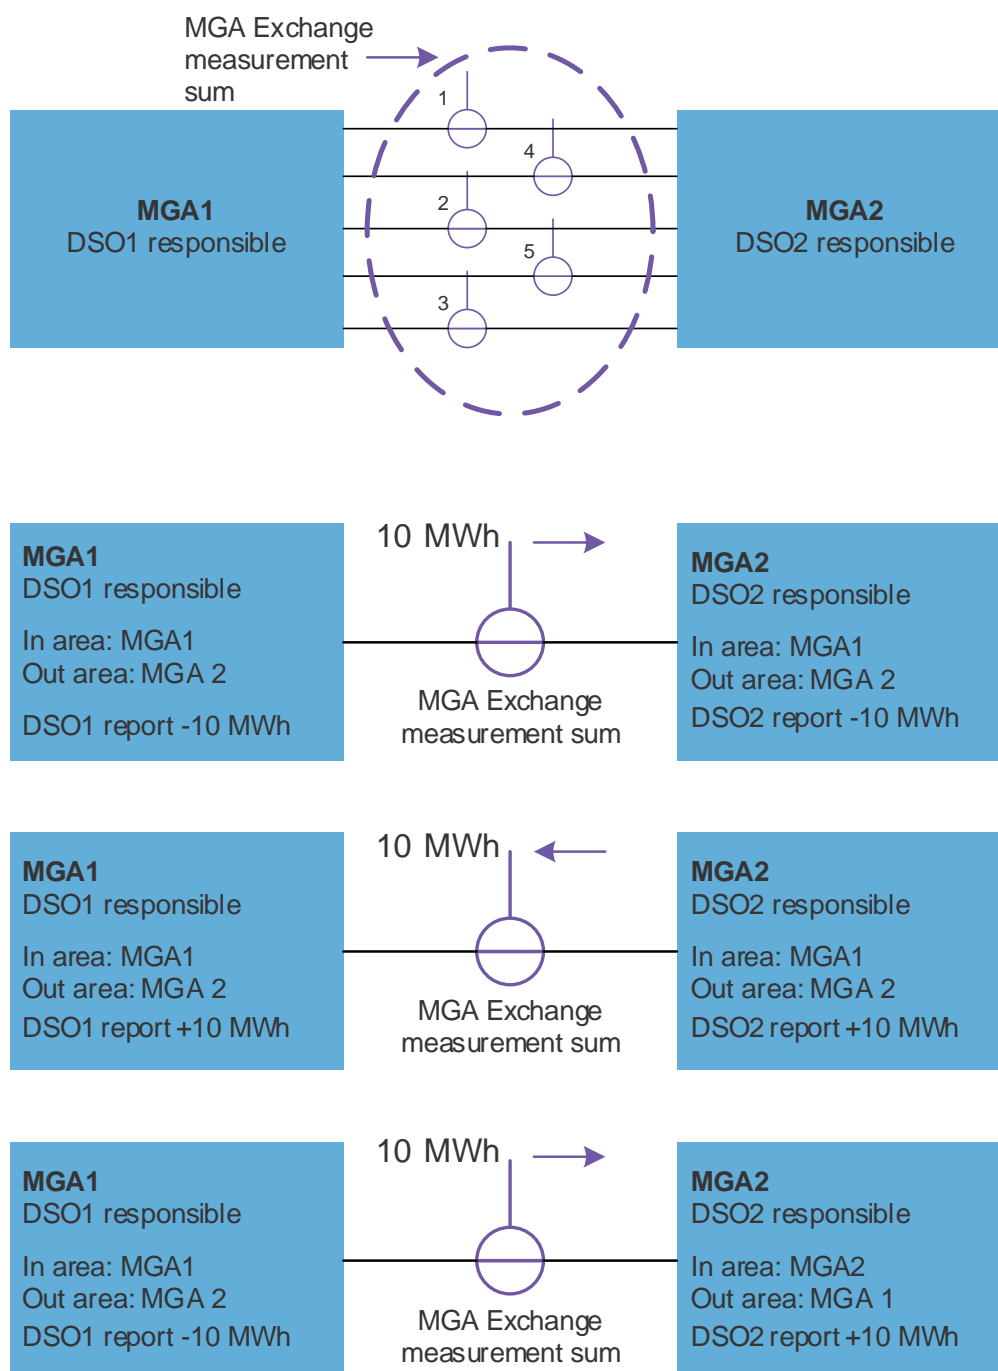 MGA Exchange
measurement
sum
1
4
2
5
3
MGA1
DSO1 responsible
MGA2
DSO2 responsible
MGA1
DSO1 responsible
In area: MGA1
Out area: MGA 2
DSO1 report -10 MWh
10 MWh
MGA Exchange
measurement sum
MGA2
DSO2 responsible
In area: MGA1
Out area: MGA 2
DSO2 report -10 MWh
MGA1
DSO1 responsible
In area: MGA1
Out area: MGA 2
DSO1 report +10 MWh
10 MWh
MGA Exchange
measurement sum
MGA2
DSO2 responsible
In area: MGA1
Out area: MGA 2
DSO2 report +10 MWh
MGA1
DSO1 responsible
In area: MGA1
Out area: MGA 2
DSO1 report -10 MWh
10 MWh
MGA Exchange
measurement sum
MGA2
DSO2 responsible
In area: MGA2
Out area: MGA 1
DSO2 report +10 MWh